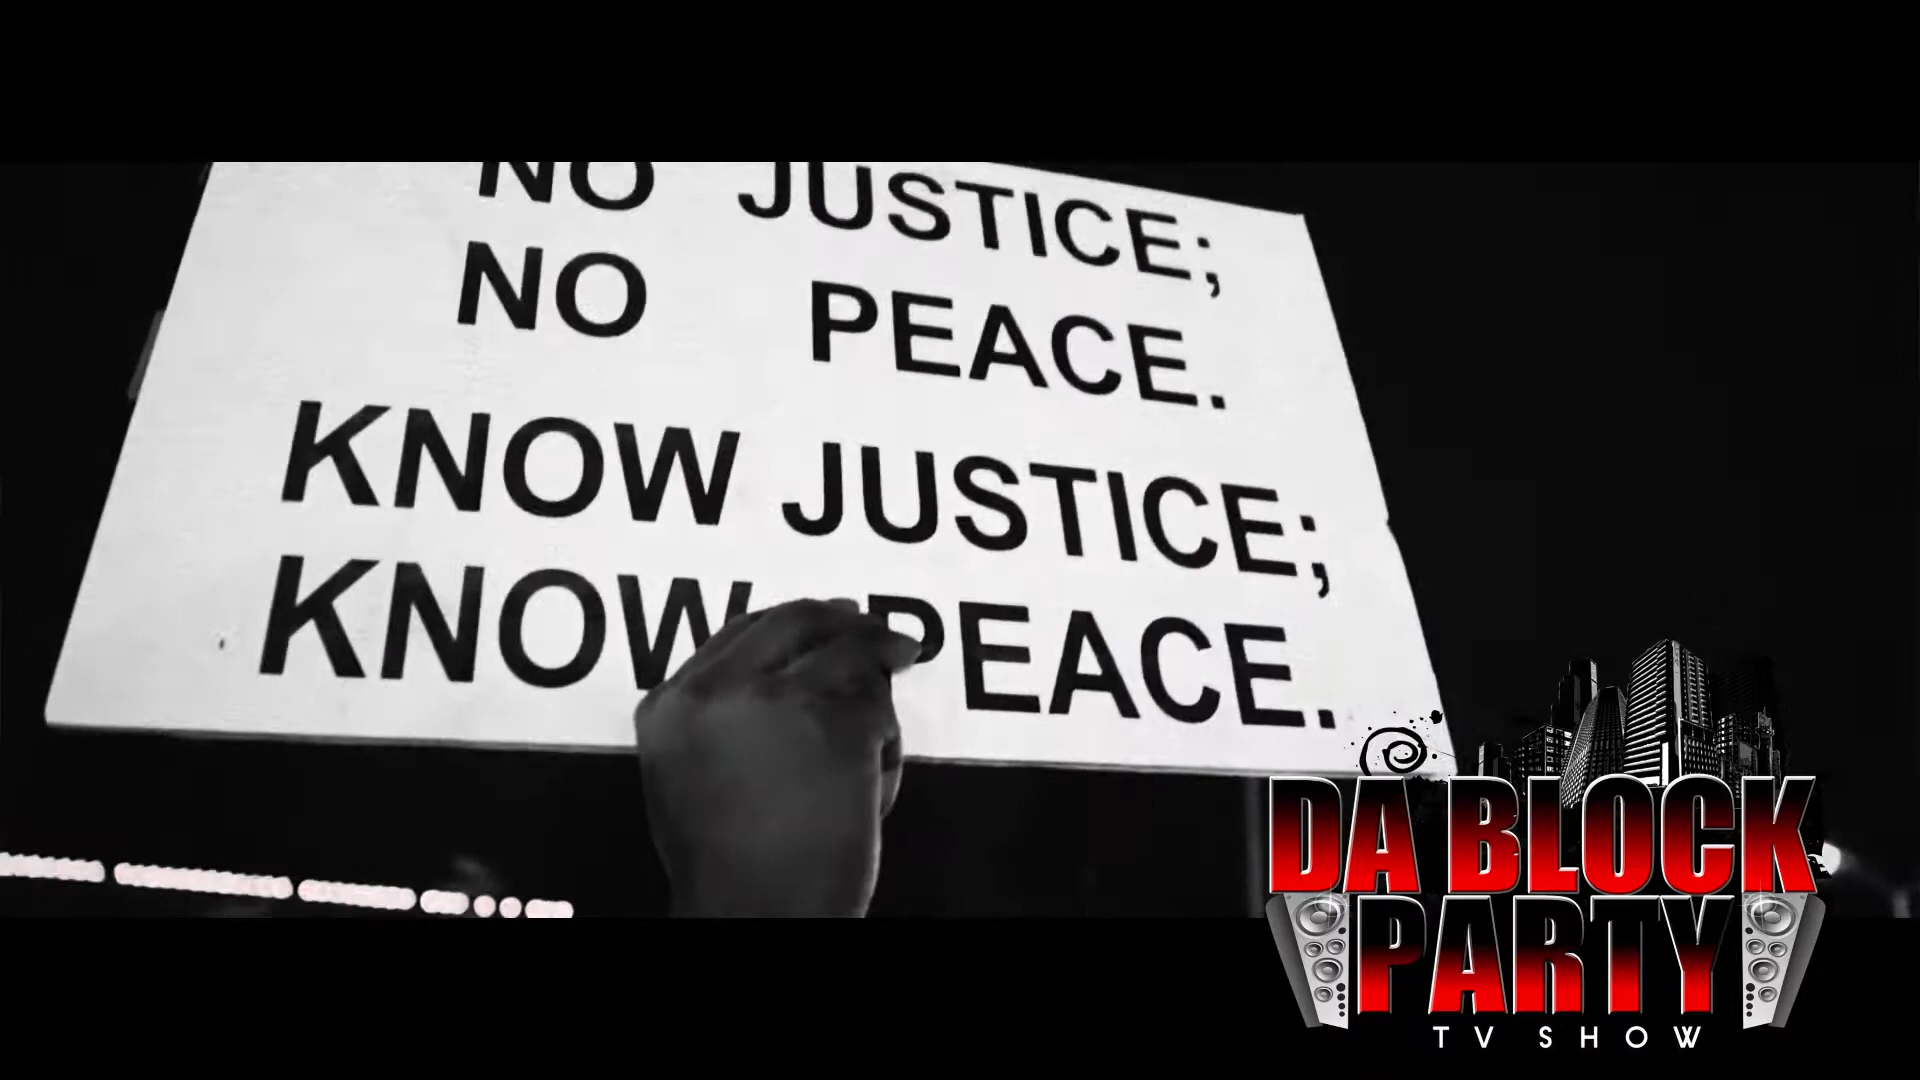 NO JUSTICE;
NO PEACE.
KNOW JUSTICE;
KNOW PEACE.
DA BLOCK
PARTY
TV SHOW